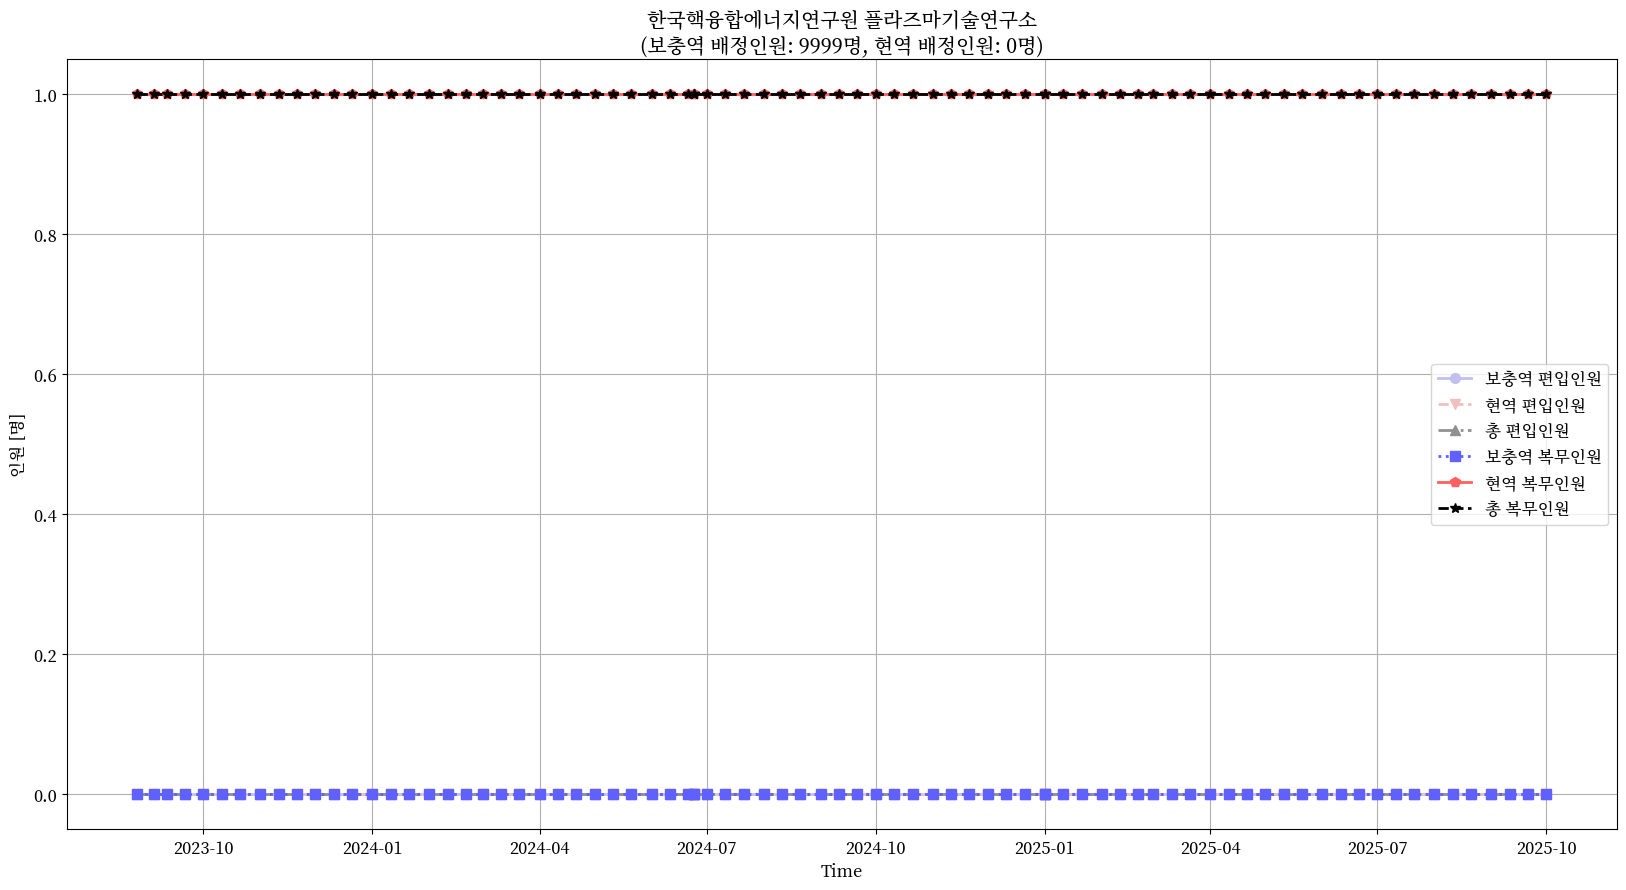 한국핵융합에너지연구원 플라즈마기술연구소
(보충역 배정인원: 9999명, 현역 배정인원: 0명)
1.0
0.8
0.6
0.4
0.2
0.0
인원 [명]
보충역 편입인원
현역 편입인원
총 편입인원
보충역 복무인원
현역 복무인원
총 복무인원
2023-10
2024-01
2024-04
2024-07
2024-10
2025-01
2025-04
2025-07
2025-10
Time